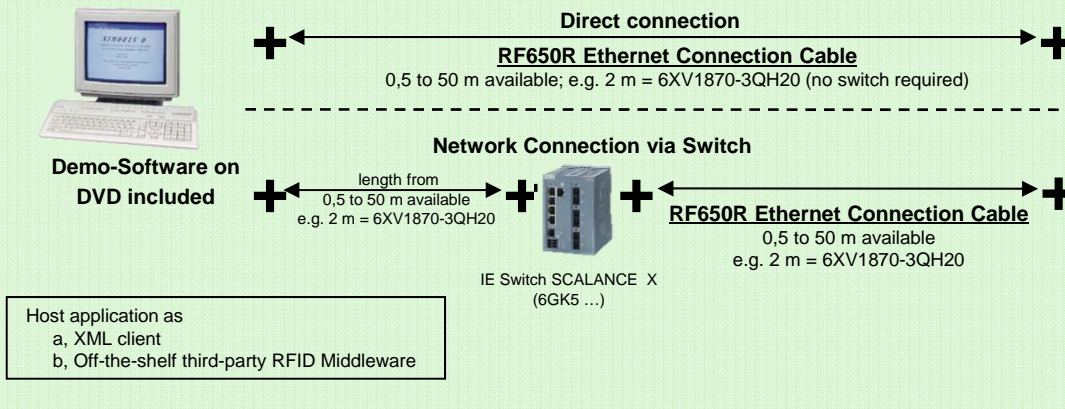 Direct connection
RF650R Ethernet Connection Cable
0,5 to 50 m available; e.g. 2 m = 6XV1870-3QH20 (no switch required)
Demo-Software on
DVD included
Network Connection via Switch
length from
0,5 to 50 m available
e.g. 2 m = 6XV1870-3QH20
RF650R Ethernet Connection Cable
0,5 to 50 m available
e.g. 2 m = 6XV1870-3QH20
IE Switch SCALANCE X
(6GK5 ...)
Host application as
a, XML client
b, Off-the-shelf third-party RFID Middleware